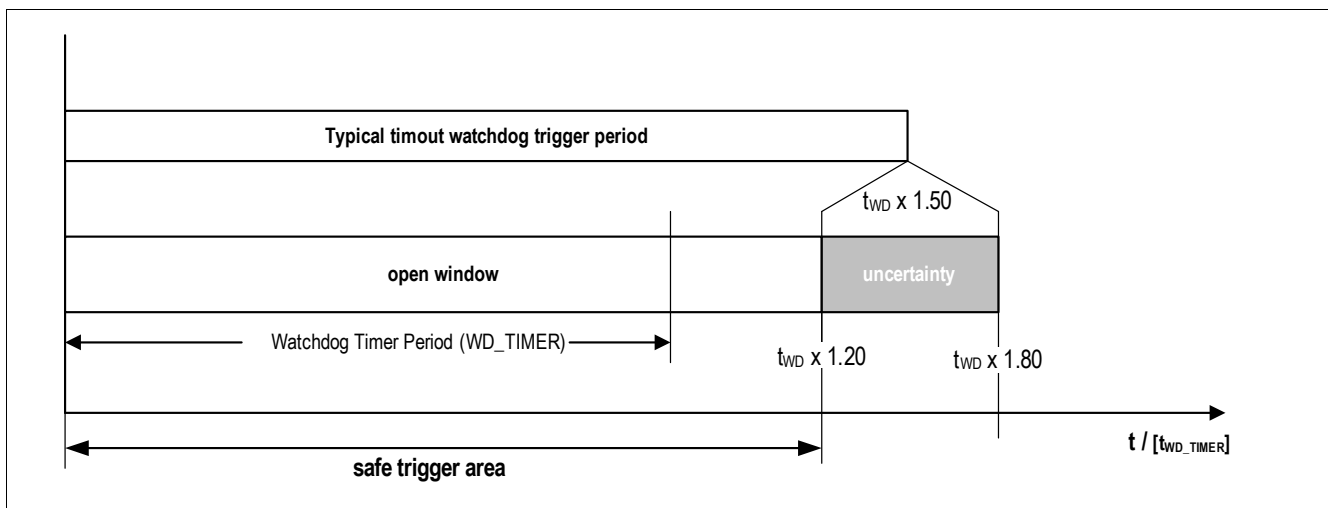 Typical timout watchdog trigger period
tWD x 1.50
open window
uncertainty
Watchdog Timer Period (WD_TIMER)
tWD x 1.20
tWD x 1.80
t / [tWD_TIMER]
safe trigger area